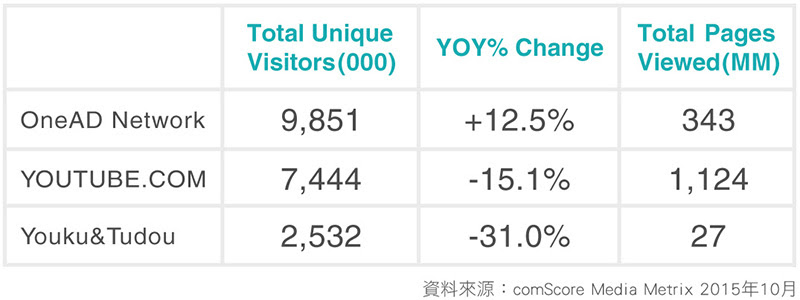 Total Unique Visitors(000) YOY% Change Total Pages Viewed(MM)
OneAD Network 9,851 +12.5% 343
YOUTUBE.COM 7,444 -15.1% 1,124
Youku&Tudou 2,532 -31.0% 27
資料來源：comScore Media Metrix 2015年10月